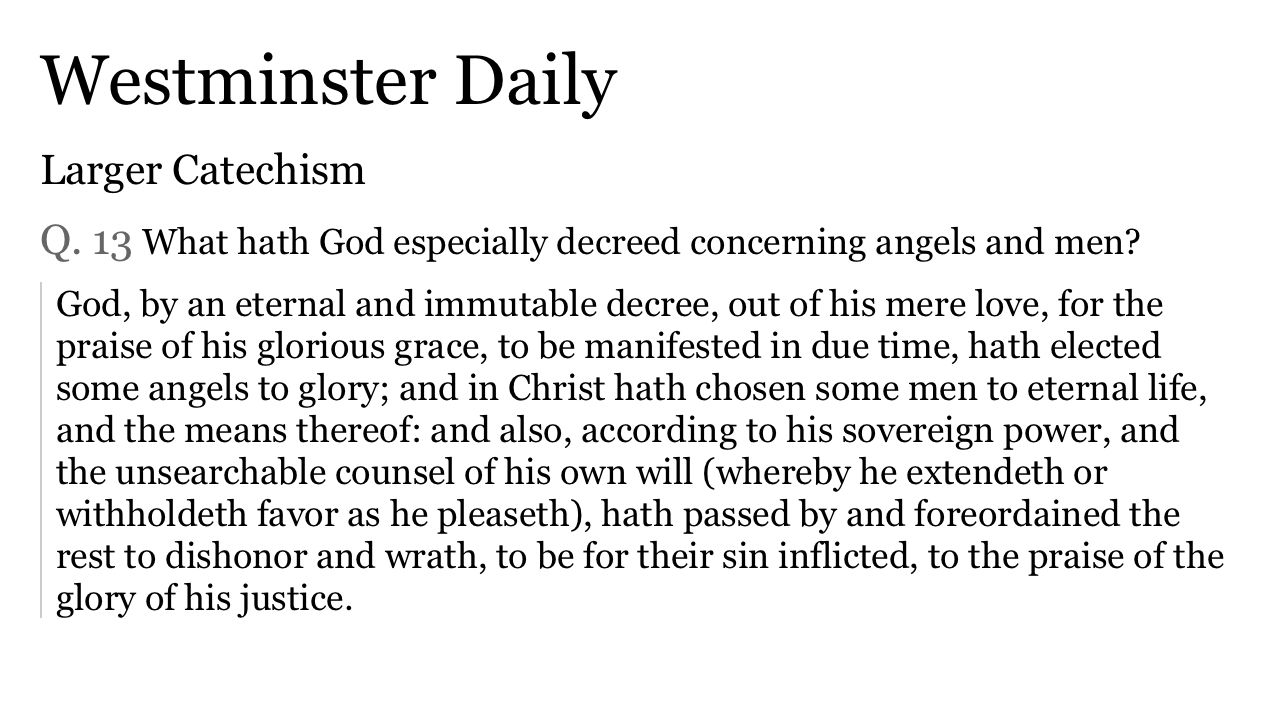 Westminster Daily
Larger Catechism
Q. 13 What hath God especially decreed concerning angels and men?
God, by an eternal and immutable decree, out of his mere love, for the
praise of his glorious grace, to be manifested in due time, hath elected
some angels to glory; and in Christ hath chosen some men to eternal life,
and the means thereof: and also, according to his sovereign power, and
the unsearchable counsel of his own will (whereby he extendeth or
withholdeth favor as he pleaseth), hath passed by and foreordained the
rest to dishonor and wrath, to be for their sin inflicted, to the praise of the
glory of his justice.